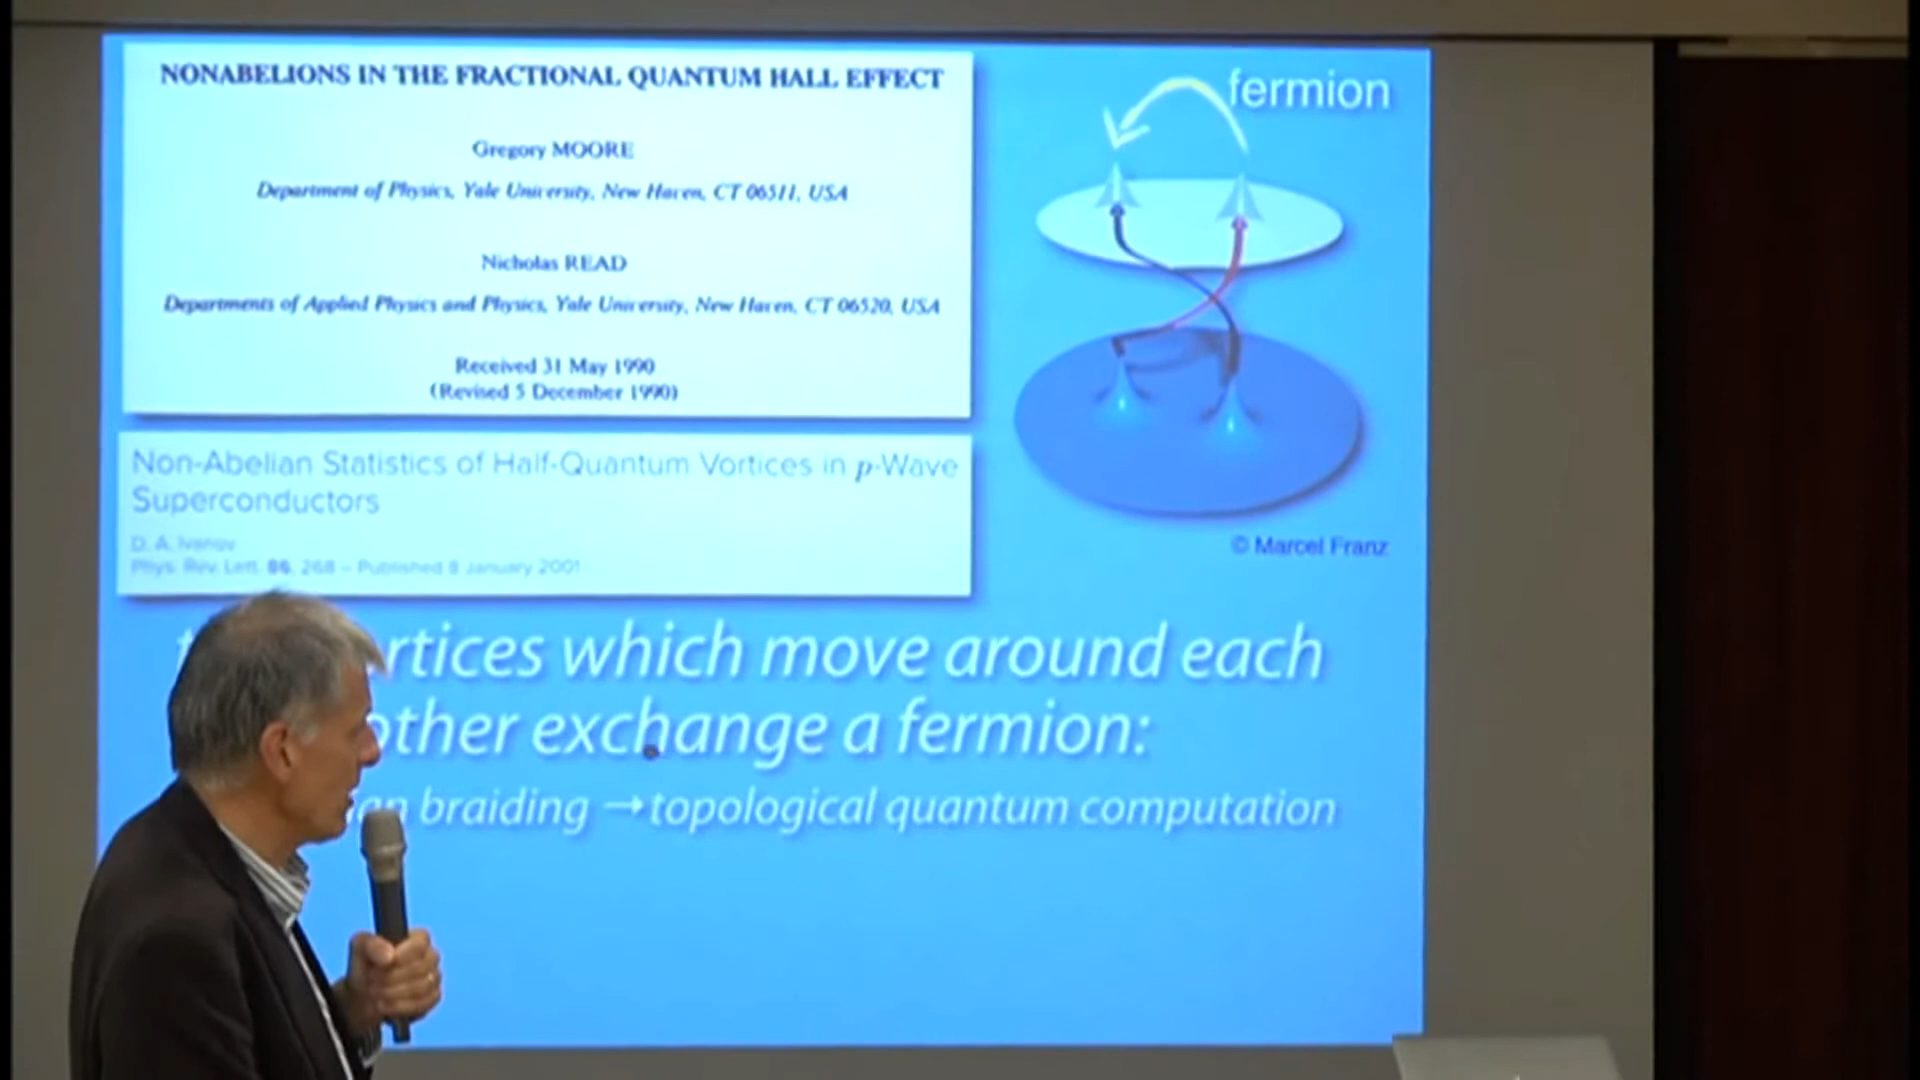 NONABELIONS IN THE FRACTIONAL QUANTUM HALL EFFECT
Gregory MOORE
Department of Physics, Yale University, New Haven, CT 06511, USA
Nicholas READ
Departments of Applied Physics and Physics, Yale University, New Haven, CT 06520, USA
Received 31 May 1990
(Revised 5 December 1990)
Non-Abelian Statistics of Half-Quantum Vortices in p-Wave
Superconductors
D. A. Ivanov
Phys. Rev. Lett. 86, 268 – Published 8 January 2001
fermion
© Marcel Franz
rtices which move around each
other exchange a fermion:
an braiding → topological quantum computation